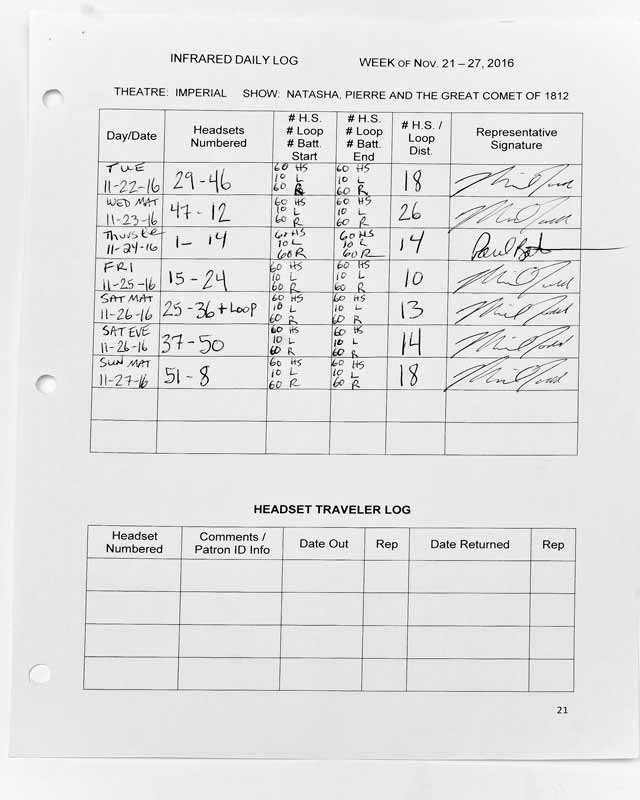 INFRARED DAILY LOG WEEK OF NOV. 21 – 27, 2016
THEATRE: IMPERIAL SHOW: NATASHA, PIERRE AND THE GREAT COMET OF 1812
Day/Date Headsets Numbered # H.S. # Loop # Batt. Start # H.S. # Loop # Batt. End # H.S. / Loop Dist. Representative Signature
TUE 11-22-16 29-46 60 HS 10 L 60 R 60 HS 10 L 60 R 18
WED MAT 11-23-16 47-12 60 HS 10 L 60 R 60 HS 10 L 60 R 26
11-24-16 1-14 60 HS 10 L 60 R 60 HS 10 L 60 R 14
FRI 11-25-16 15-24 60 HS 10 L 60 R 60 HS 10 L 60 R 10
SAT MAT 11-26-16 25-36 + LOOP 60 HS 10 L 60 R 60 HS 10 L 60 R 13
SAT EVE 11-26-16 37-50 60 HS 10 L 60 R 60 HS 10 L 60 R 14
SUN MAT 11-27-16 51-8 60 HS 10 L 60 R 60 HS 10 L 60 R 18
HEADSET TRAVELER LOG
Headset Numbered Comments / Patron ID Info Date Out Rep Date Returned Rep
21